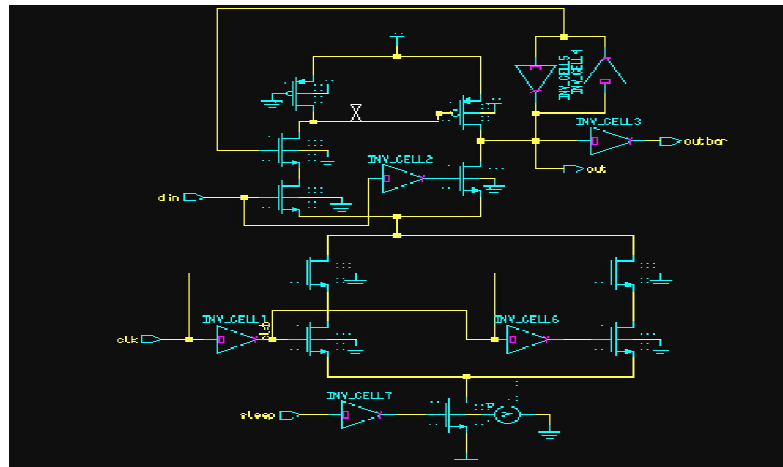 INV_CELL5
INV_CELL4
X
INV_CELL3
outbar
out
INV_CELL2
din
INV_CELL1
clk
INV_CELL6
INV_CELL7
sleep